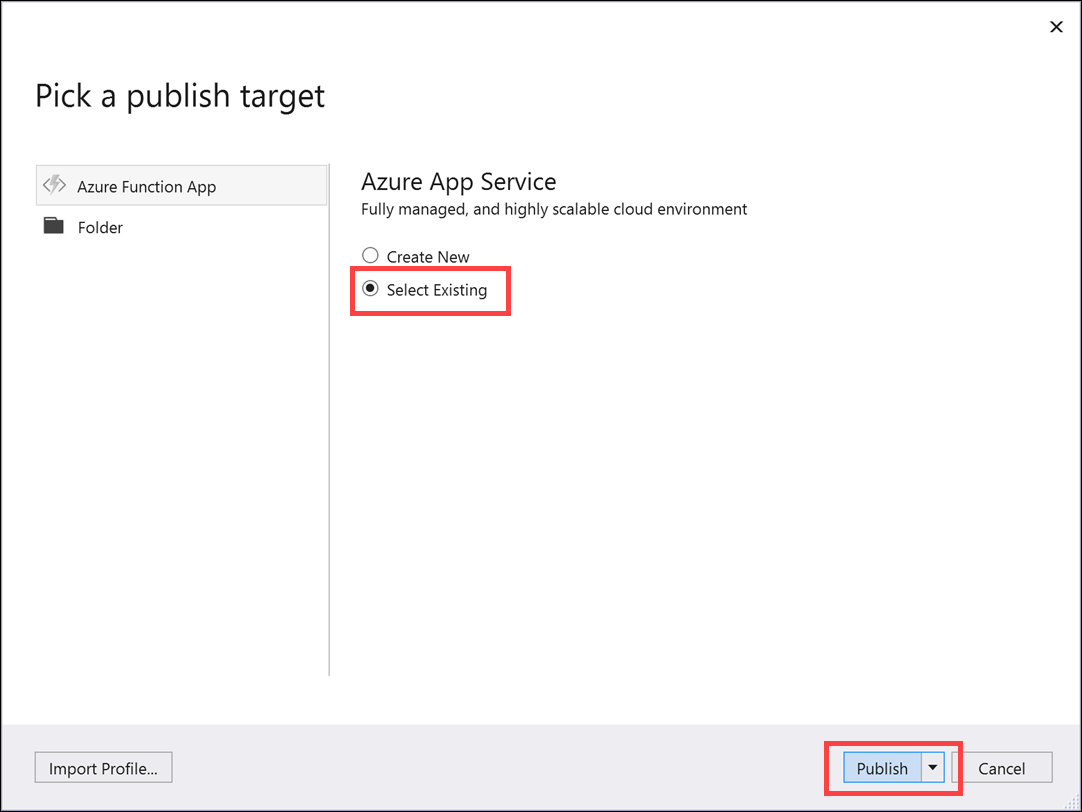 Pick a publish target
Azure Function App
Folder
Azure App Service
Fully managed, and highly scalable cloud environment
Create New
Select Existing
Import Profile...
Publish
Cancel